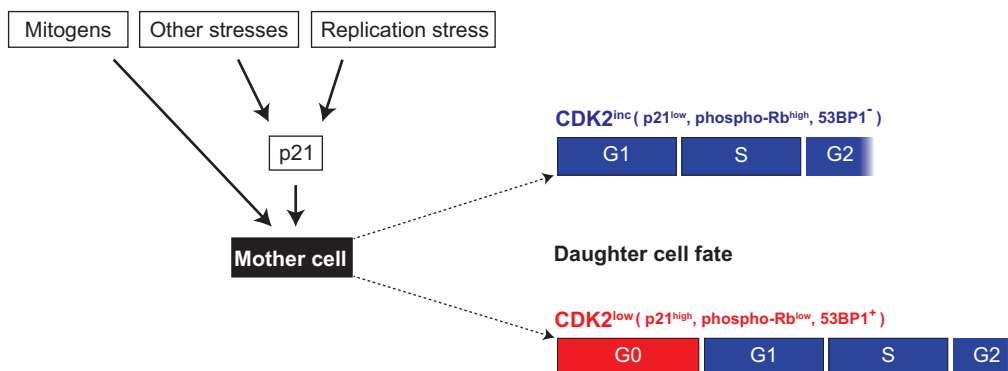 Mitogens
Other stresses
Replication stress
p21
Mother cell
CDK2inc ( p21low, phospho-Rbhigh, 53BP1- )
G1
S
G2
Daughter cell fate
CDK2low ( p21high, phospho-Rblow, 53BP1+ )
G0
G1
S
G2